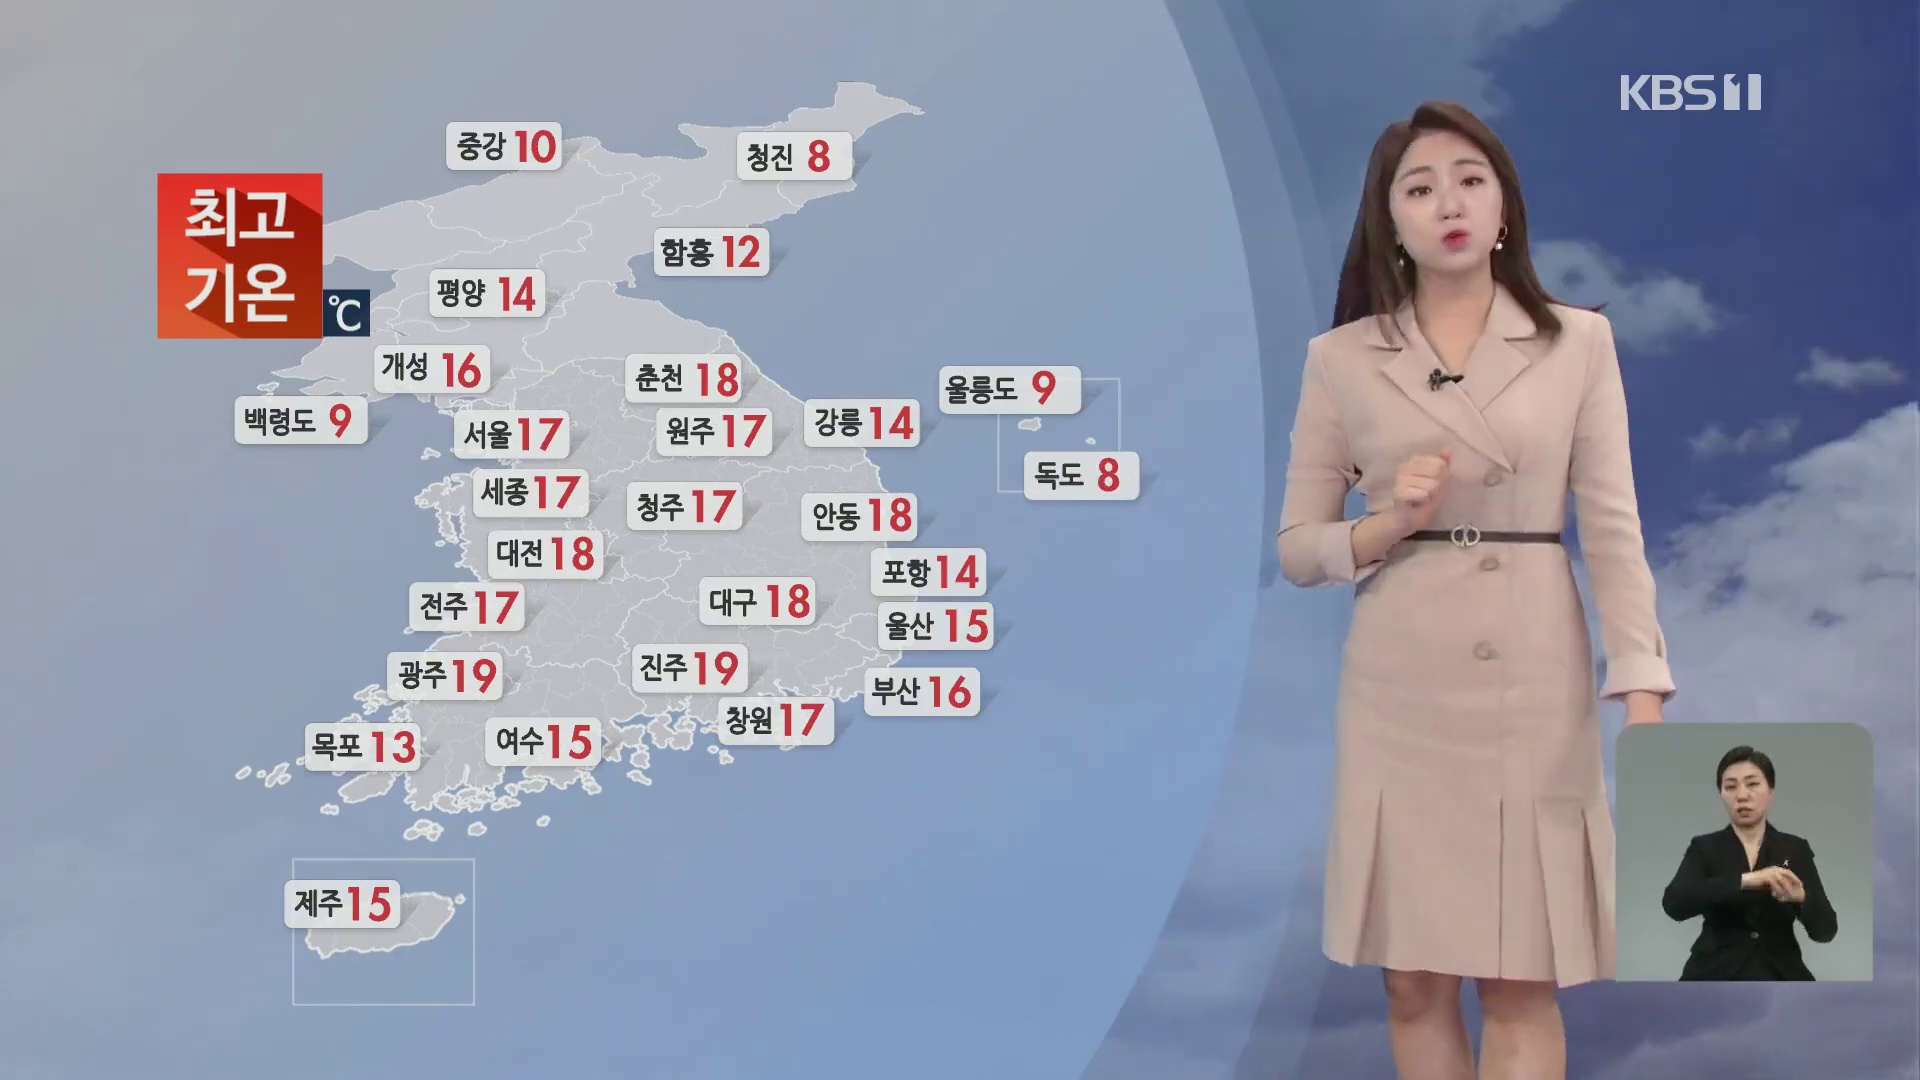 KBS 1
최고
기온
℃
중강 10
청진 8
함흥 12
평양 14
개성 16
춘천 18
백령도 9
서울 17
원주 17
강릉 14
울릉도 9
독도 8
세종 17
청주 17
안동 18
대전 18
포항 14
전주 17
대구 18
울산 15
광주 19
진주 19
부산 16
창원 17
목포 13
여수 15
제주 15